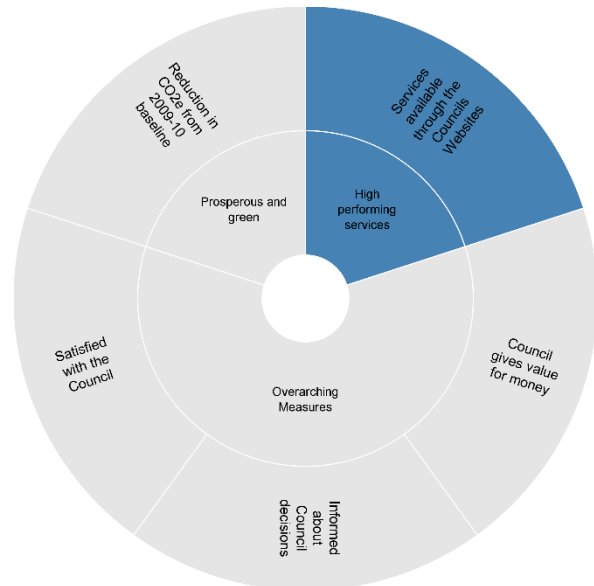 Reduction in
CO2e from
2009-10
baseline
Services
available
through the
Councils
Websites
Prosperous and
green
High
performing
services
Satisfied
with the
Council
Council
gives value
for money
Overarching
Measures
Informed
about
Council
decisions